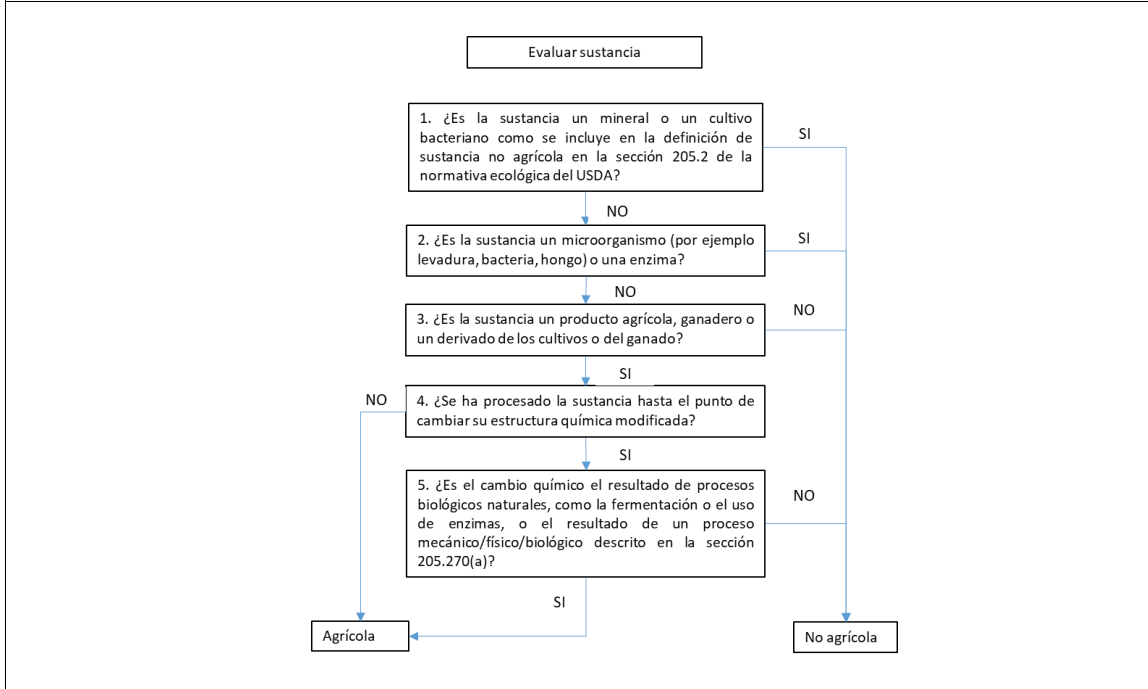 Evaluar sustancia
1. ¿Es la sustancia un mineral o un cultivo
bacteriano como se incluye en la definición de
sustancia no agrícola en la sección 205.2 de la
normativa ecológica del USDA?
SI
NO
2. ¿Es la sustancia un microorganismo (por ejemplo
levadura, bacteria, hongo) o una enzima?
SI
NO
3. ¿Es la sustancia un producto agrícola, ganadero o
un derivado de los cultivos o del ganado?
NO
SI
4. ¿Se ha procesado la sustancia hasta el punto de
cambiar su estructura química modificada?
NO
SI
5. ¿Es el cambio químico el resultado de procesos
biológicos naturales, como la fermentación o el uso
de enzimas, o el resultado de un proceso
mecánico/físico/biológico descrito en la sección
205.270(a)?
NO
SI
Agrícola
No agrícola